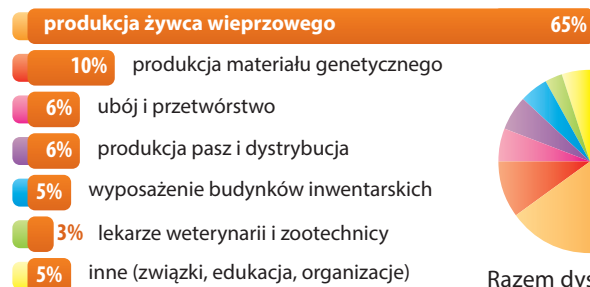 produkcja żywca wieprzowego 65%
10% produkcja materiału genetycznego
6% ubój i przetwórstwo
6% produkcja pasz i dystrybucja
5% wyposażenie budynków inwentarskich
3% lekarze weterynarii i zootechnicy
5% inne (związki, edukacja, organizacje)
Razem dys